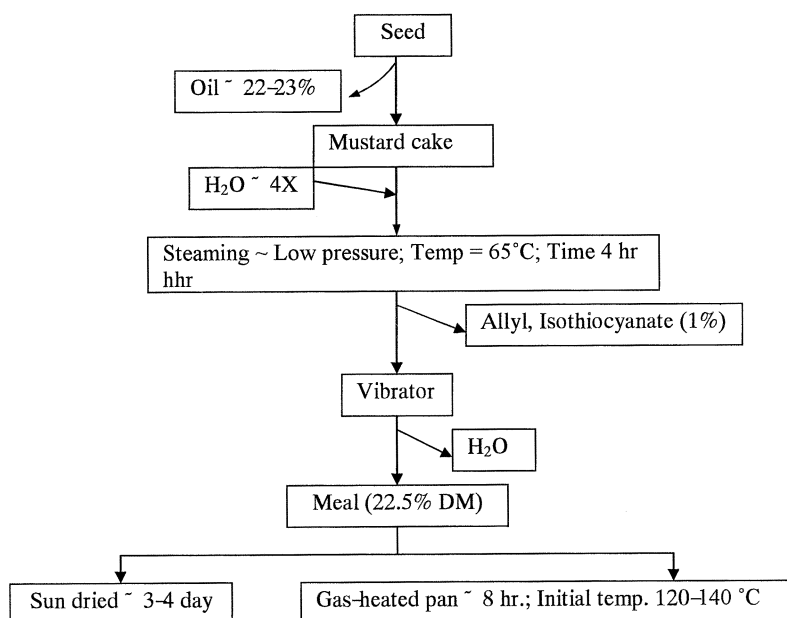 Seed
Oil ~ 22–23%
Mustard cake
H₂O ~ 4X
Steaming ~ Low pressure; Temp = 65°C; Time 4 hr
hhr
Allyl, Isothiocyanate (1%)
Vibrator
H₂O
Meal (22.5% DM)
Sun dried ~ 3-4 day
Gas–heated pan ~ 8 hr.; Initial temp. 120–140 °C